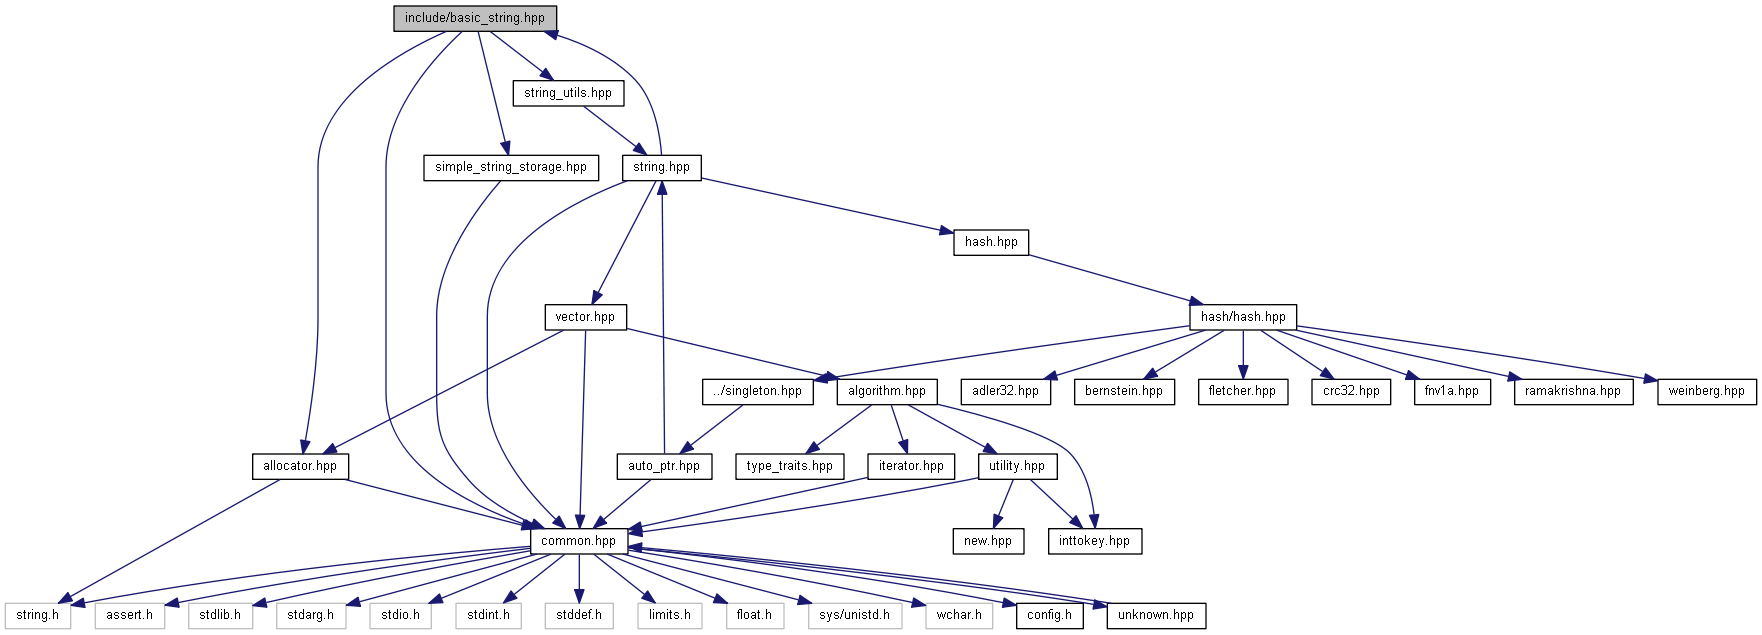 include/basic_string.hpp
string_utils.hpp
simple_string_storage.hpp
string.hpp
hash.hpp
vector.hpp
hash/hash.hpp
../singleton.hpp
algorithm.hpp
adler32.hpp
bernstein.hpp
fletcher.hpp
crc32.hpp
fnv1a.hpp
ramakrishna.hpp
weinberg.hpp
allocator.hpp
auto_ptr.hpp
type_traits.hpp
iterator.hpp
utility.hpp
common.hpp
new.hpp
inttokey.hpp
string.h
assert.h
stdlib.h
stdarg.h
stdio.h
stdint.h
stddef.h
limits.h
float.h
sys/unistd.h
wchar.h
config.h
unknown.hpp